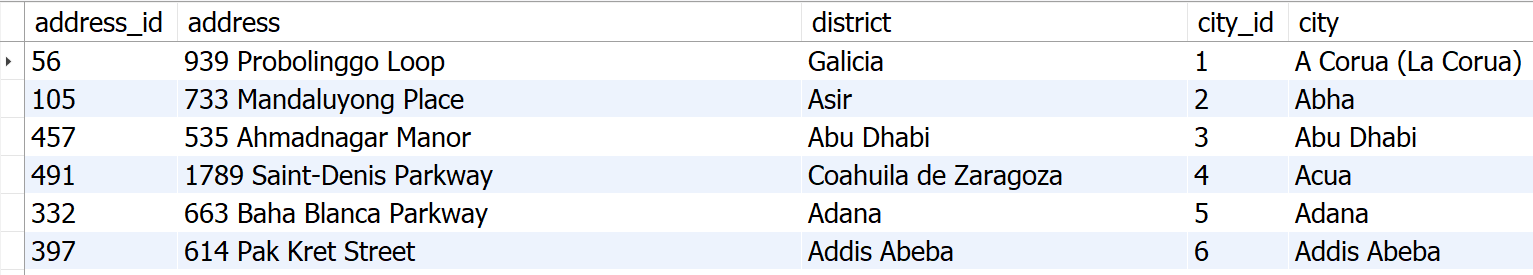 address_id address district city_id city
56 939 Probolinggo Loop Galicia 1 A Corua (La Corua)
105 733 Mandaluyong Place Asir 2 Abha
457 535 Ahmadnagar Manor Abu Dhabi 3 Abu Dhabi
491 1789 Saint-Denis Parkway Coahuila de Zaragoza 4 Acua
332 663 Baha Blanca Parkway Adana 5 Adana
397 614 Pak Kret Street Addis Abeba 6 Addis Abeba